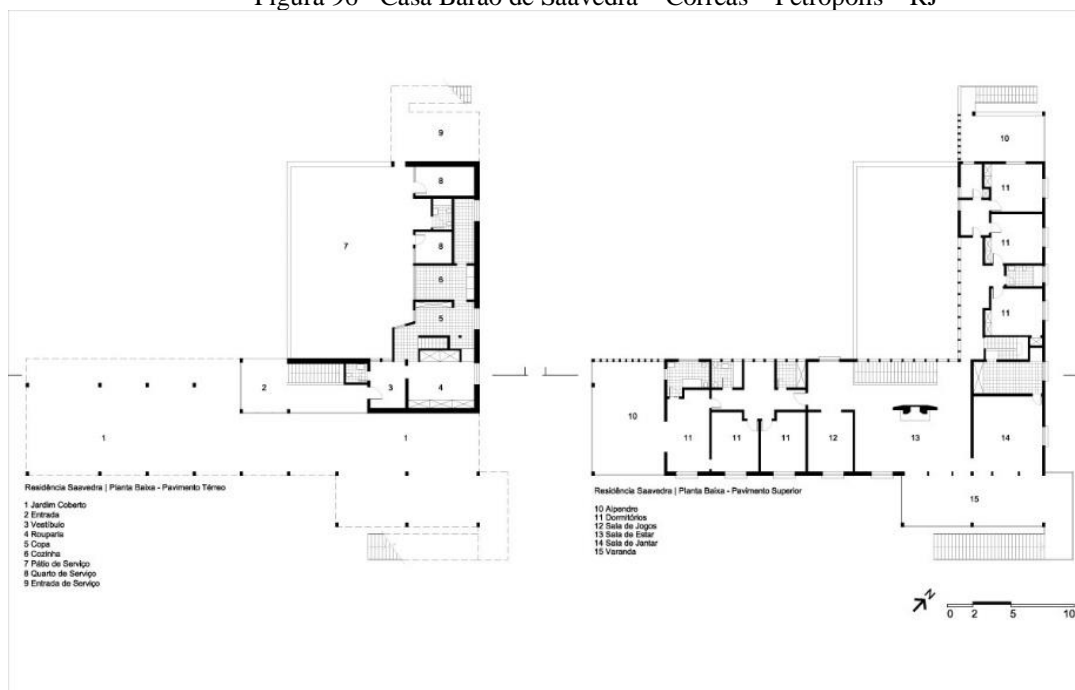 Figura 96 - Casa Barão de Saavedra – Corrêas – Petrópolis – RJ
9
8
7
8
6
5
2
3
4
1
1
Residência Saavedra | Planta Baixa - Pavimento Térreo
1 Jardim Coberto
2 Entrada
3 Vestíbulo
4 Rouparia
5 Copa
6 Cozinha
7 Pátio de Serviço
8 Quarto de Serviço
9 Entrada de Serviço
10
11
11
11
10
11
11
11
12
13
14
15
Residência Saavedra | Planta Baixa - Pavimento Superior
10 Alpendre
11 Dormitórios
12 Sala de Jogos
13 Sala de Estar
14 Sala de Jantar
15 Varanda
N
0 2 5 10